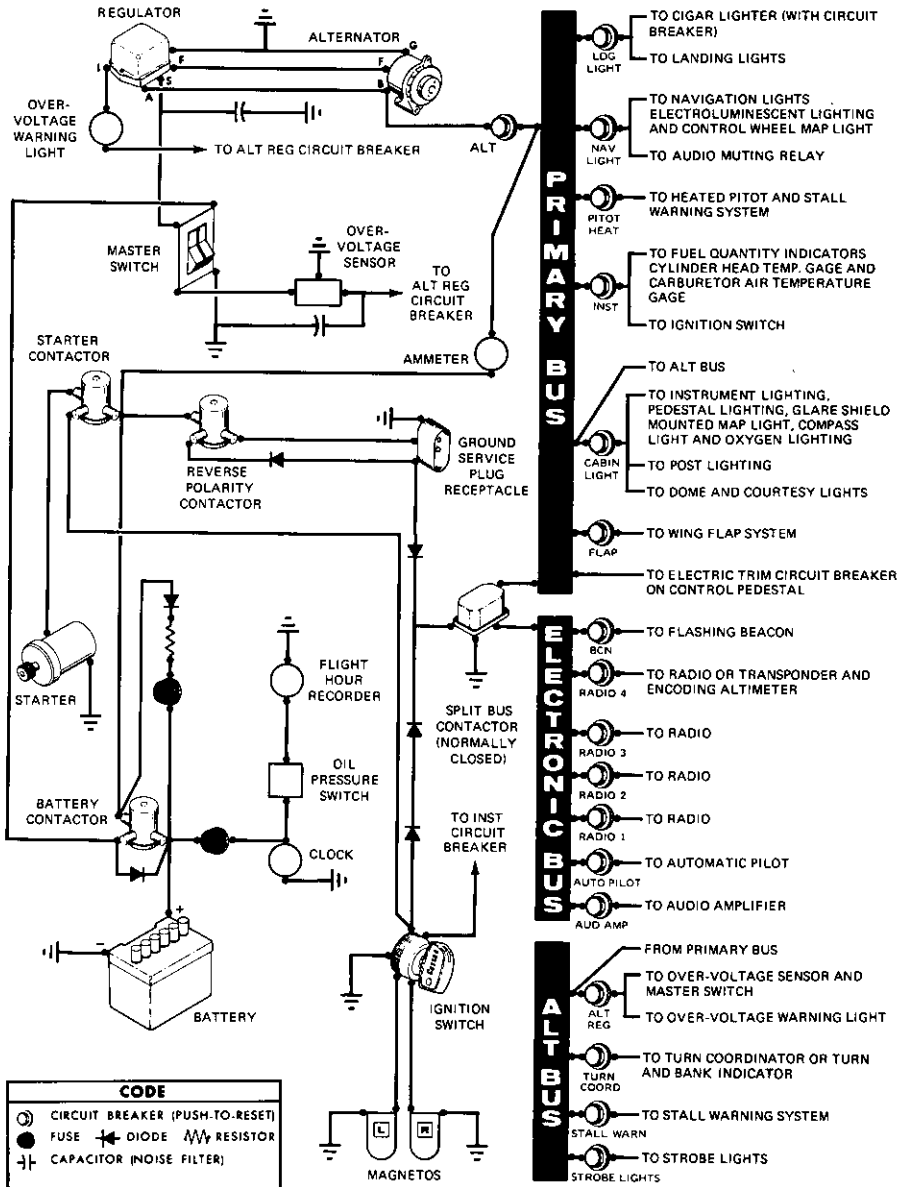 REGULATOR
ALTERNATOR
G
F
F
I
S
A
B
OVER-
VOLTAGE
WARNING
LIGHT
TO ALT REG CIRCUIT BREAKER
ALT
MASTER
SWITCH
OVER-
VOLTAGE
SENSOR
TO
ALT REG
CIRCUIT
BREAKER
AMMETER
STARTER
CONTACTOR
REVERSE
POLARITY
CONTACTOR
GROUND
SERVICE
PLUG
RECEPTACLE
STARTER
FLIGHT
HOUR
RECORDER
OIL
PRESSURE
SWITCH
CLOCK
SPLIT BUS
CONTACTOR
(NORMALLY
CLOSED)
TO INST
CIRCUIT
BREAKER
BATTERY
CONTACTOR
+
-
BATTERY
IGNITION
SWITCH
L
R
MAGNETOS
CODE
CIRCUIT BREAKER (PUSH-TO-RESET)
FUSE DIODE RESISTOR
CAPACITOR (NOISE FILTER)
PRIMARY BUS
LDG
LIGHT
TO CIGAR LIGHTER (WITH CIRCUIT
BREAKER)
TO LANDING LIGHTS
NAV
LIGHT
TO NAVIGATION LIGHTS
ELECTROLUMINESCENT LIGHTING
AND CONTROL WHEEL MAP LIGHT
TO AUDIO MUTING RELAY
PITOT
HEAT
TO HEATED PITOT AND STALL
WARNING SYSTEM
INST
TO FUEL QUANTITY INDICATORS
CYLINDER HEAD TEMP. GAGE AND
CARBURETOR AIR TEMPERATURE
GAGE
TO IGNITION SWITCH
TO ALT BUS
CABIN
LIGHT
TO INSTRUMENT LIGHTING,
PEDESTAL LIGHTING, GLARE SHIELD
MOUNTED MAP LIGHT, COMPASS
LIGHT AND OXYGEN LIGHTING
TO POST LIGHTING
TO DOME AND COURTESY LIGHTS
FLAP
TO WING FLAP SYSTEM
TO ELECTRIC TRIM CIRCUIT BREAKER
ON CONTROL PEDESTAL
ELECTRONIC BUS
BCN
TO FLASHING BEACON
RADIO 4
TO RADIO OR TRANSPONDER AND
ENCODING ALTIMETER
RADIO 3
TO RADIO
RADIO 2
TO RADIO
RADIO 1
TO RADIO
AUTO PILOT
TO AUTOMATIC PILOT
AUD AMP
TO AUDIO AMPLIFIER
ALT BUS
FROM PRIMARY BUS
ALT
REG
TO OVER-VOLTAGE SENSOR AND
MASTER SWITCH
TO OVER-VOLTAGE WARNING LIGHT
TURN
COORD
TO TURN COORDINATOR OR TURN
AND BANK INDICATOR
STALL WARN
TO STALL WARNING SYSTEM
STROBE LIGHTS
TO STROBE LIGHTS